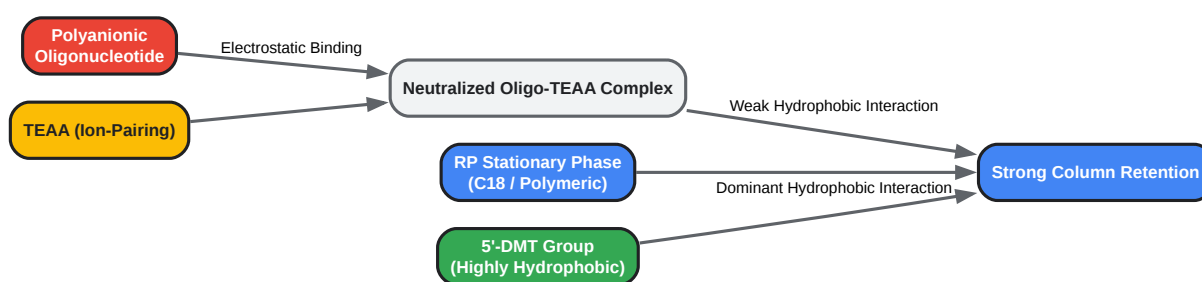 Polyanionic
Oligonucleotide
Electrostatic Binding
TEAA (Ion-Pairing)
Neutralized Oligo-TEAA Complex
Weak Hydrophobic Interaction
RP Stationary Phase
(C18 / Polymeric)
Dominant Hydrophobic Interaction
Strong Column Retention
5'-DMT Group
(Highly Hydrophobic)